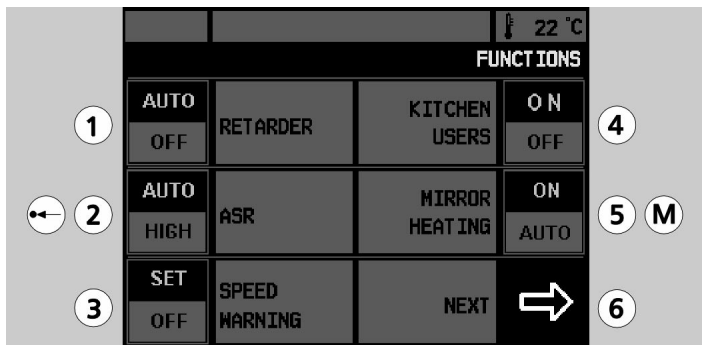 22 °C
FUNCTIONS
1
AUTO
OFF
RETARDER
KITCHEN
USERS
ON
OFF
4
2
AUTO
HIGH
ASR
MIRROR
HEATING
ON
AUTO
5
M
3
SET
OFF
SPEED
WARNING
NEXT
6